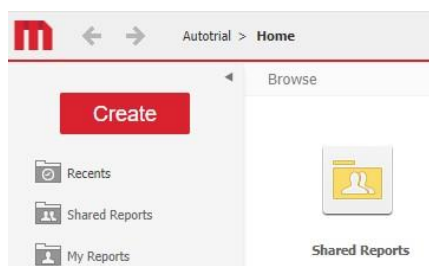 Autotrial > Home
Browse
Create
Recents
Shared Reports
My Reports
Shared Reports